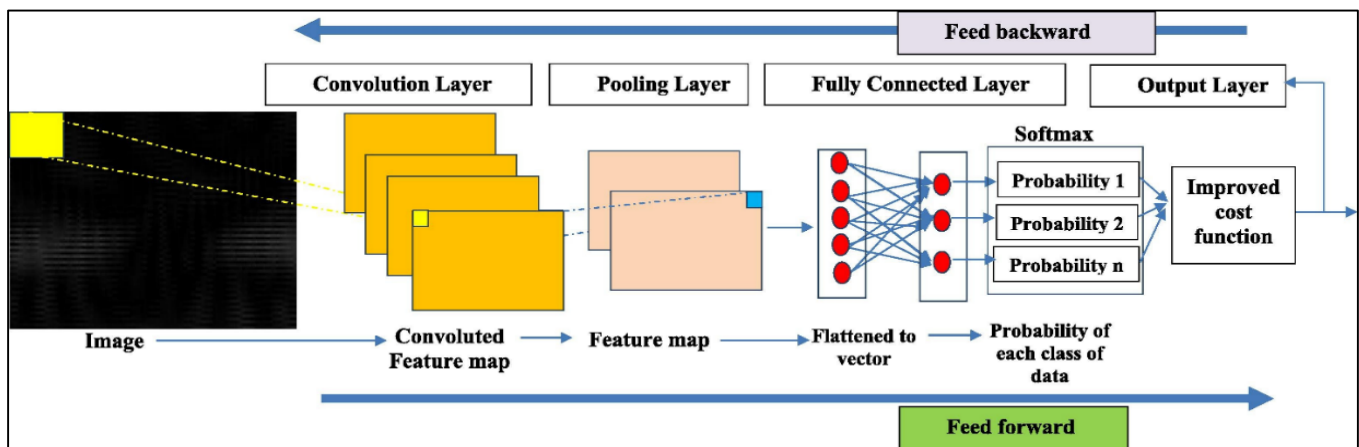 Feed backward
Convolution Layer
Pooling Layer
Fully Connected Layer
Output Layer
Softmax
Probability 1
Probability 2
Probability n
Improved
cost
function
Image
Convoluted
Feature map
Feature map
Flattened to
vector
Probability of
each class of
data
Feed forward